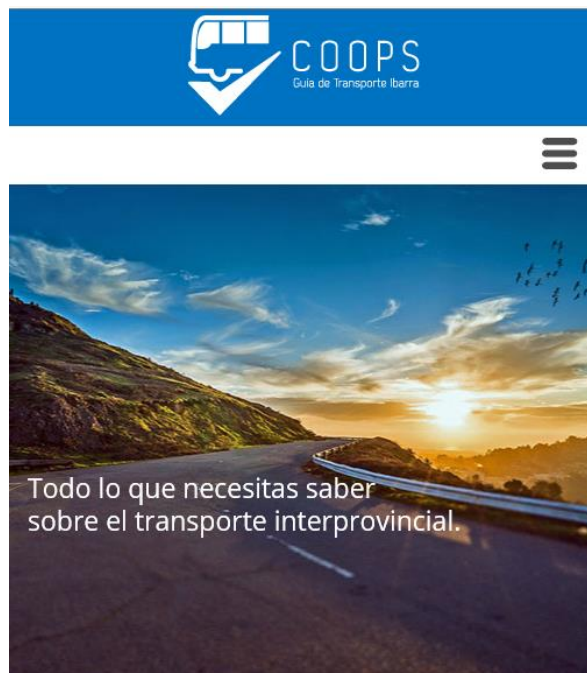 COOPS
Guía de Transporte Ibarra
Todo lo que necesitas saber
sobre el transporte interprovincial.